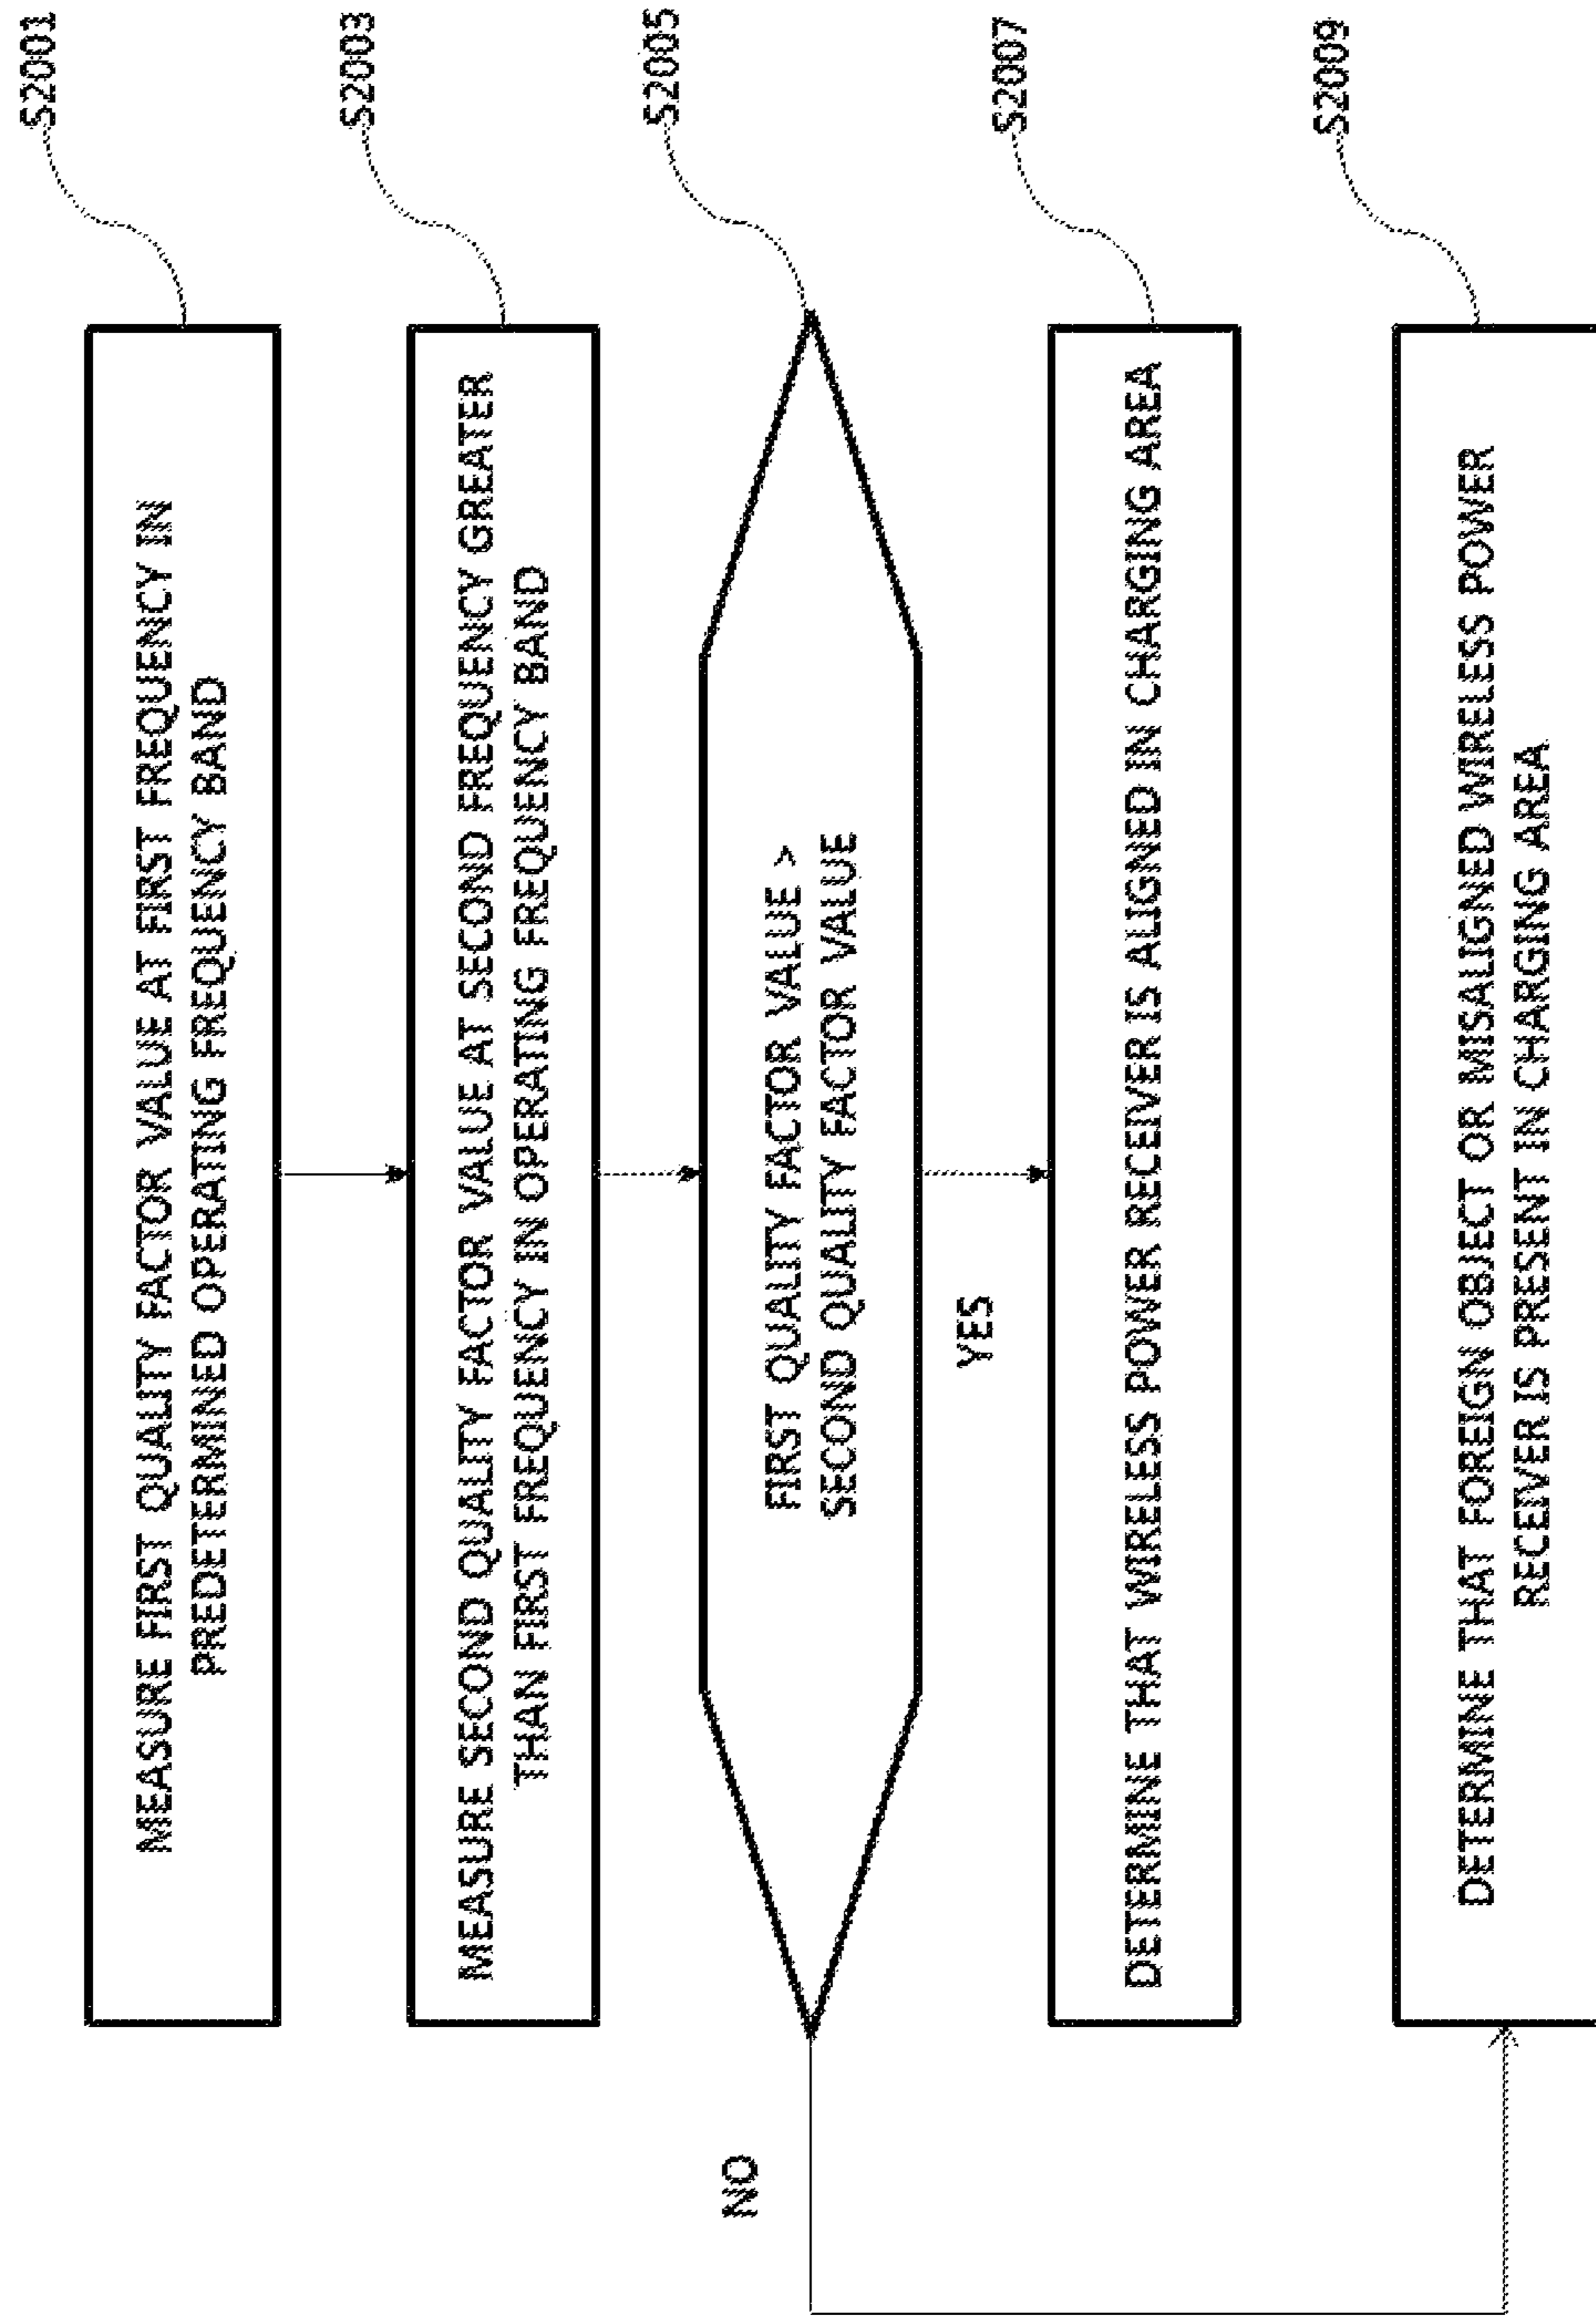 S2001
MEASURE FIRST QUALITY FACTOR VALUE AT FIRST FREQUENCY IN
PREDETERMINED OPERATING FREQUENCY BAND
S2003
MEASURE SECOND QUALITY FACTOR VALUE AT SECOND FREQUENCY GREATER
THAN FIRST FREQUENCY IN OPERATING FREQUENCY BAND
S2005
FIRST QUALITY FACTOR VALUE >
SECOND QUALITY FACTOR VALUE
NO
YES
S2007
DETERMINE THAT WIRELESS POWER RECEIVER IS ALIGNED IN CHARGING AREA
S2009
DETERMINE THAT FOREIGN OBJECT OR MISALIGNED WIRELESS POWER
RECEIVER IS PRESENT IN CHARGING AREA